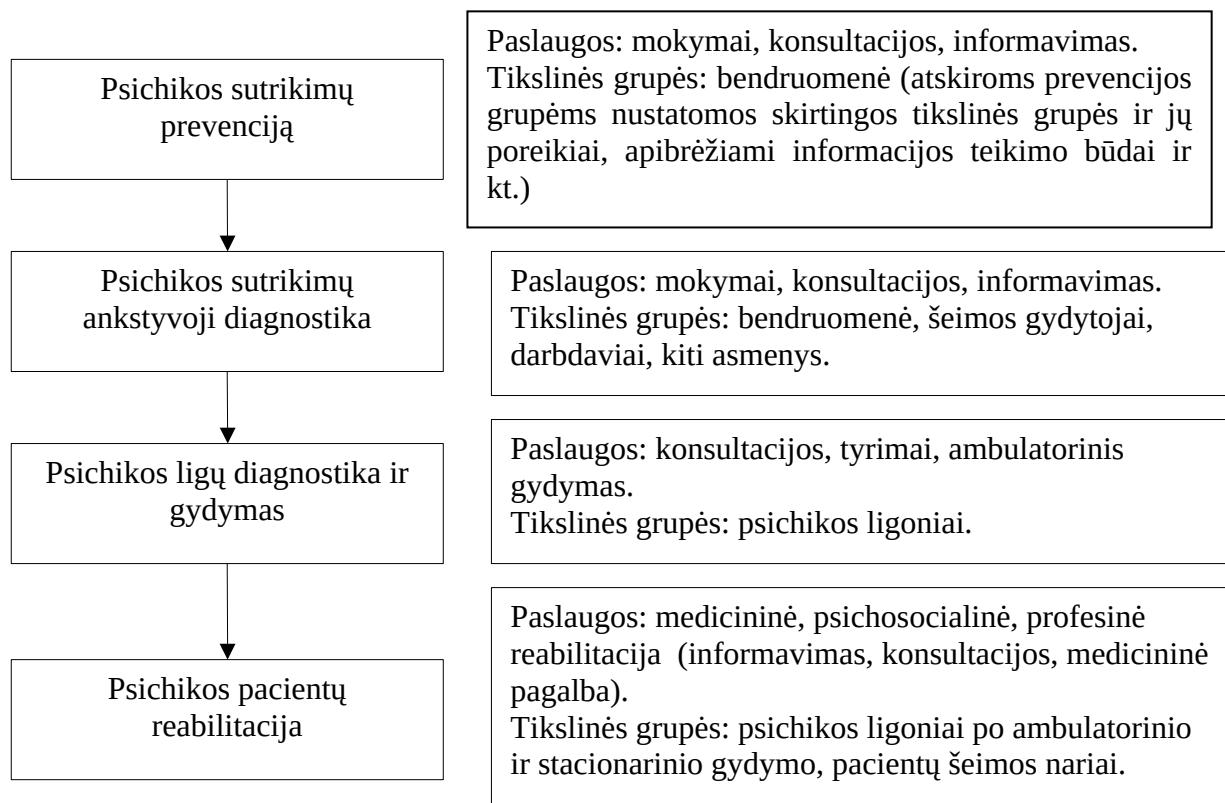 Psichikos sutrikimų
prevenciją
Paslaugos: mokymai, konsultacijos, informavimas.
Tikslinės grupės: bendruomenė (atskiroms prevencijos
grupėms nustatomos skirtingos tikslinės grupės ir jų
poreikiai, apibrėžiami informacijos teikimo būdai ir
kt.)
Psichikos sutrikimų
ankstyvoji diagnostika
Paslaugos: mokymai, konsultacijos, informavimas.
Tikslinės grupės: bendruomenė, šeimos gydytojai,
darbdaviai, kiti asmenys.
Psichikos ligų diagnostika ir
gydymas
Paslaugos: konsultacijos, tyrimai, ambulatorinis
gydymas.
Tikslinės grupės: psichikos ligoniai.
Psichikos pacientų
reabilitacija
Paslaugos: medicininė, psichosocialinė, profesinė
reabilitacija  (informavimas, konsultacijos, medicininė
pagalba).
Tikslinės grupės: psichikos ligoniai po ambulatorinio
ir stacionarinio gydymo, pacientų šeimos nariai.